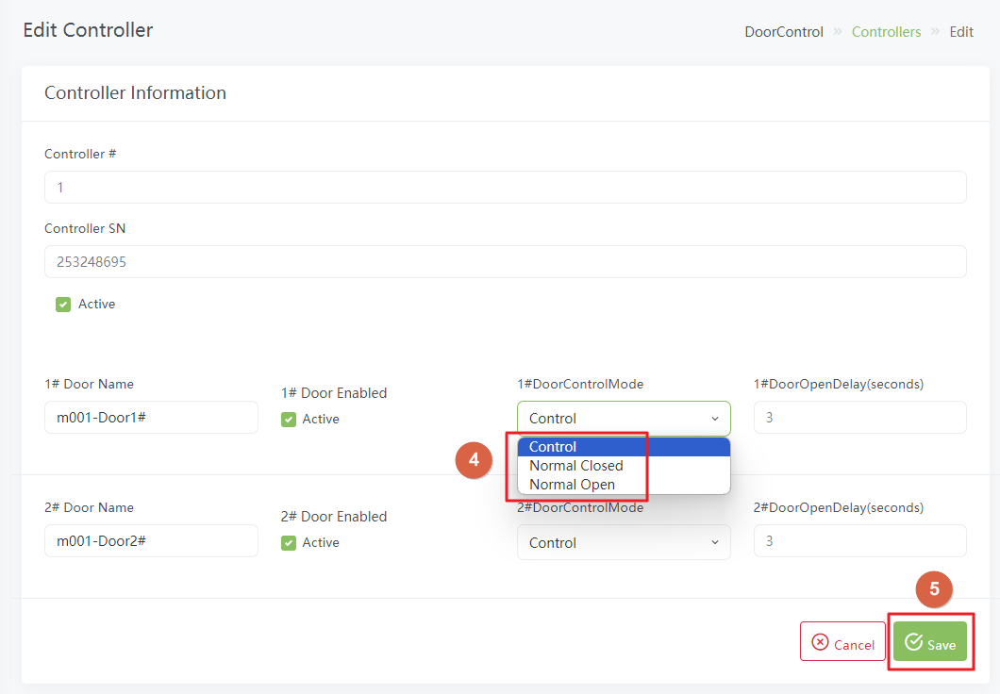 Edit Controller
DoorControl » Controllers » Edit
Controller Information
Controller #
1
Controller SN
253248695
Active
1# Door Name
1# Door Enabled
1#DoorControlMode
1#DoorOpenDelay(seconds)
m001-Door1#
Active
Control
3
Control
Normal Closed
Normal Open
4
2# Door Name
2# Door Enabled
2#DoorControlMode
2#DoorOpenDelay(seconds)
m001-Door2#
Active
Control
3
5
Cancel
Save